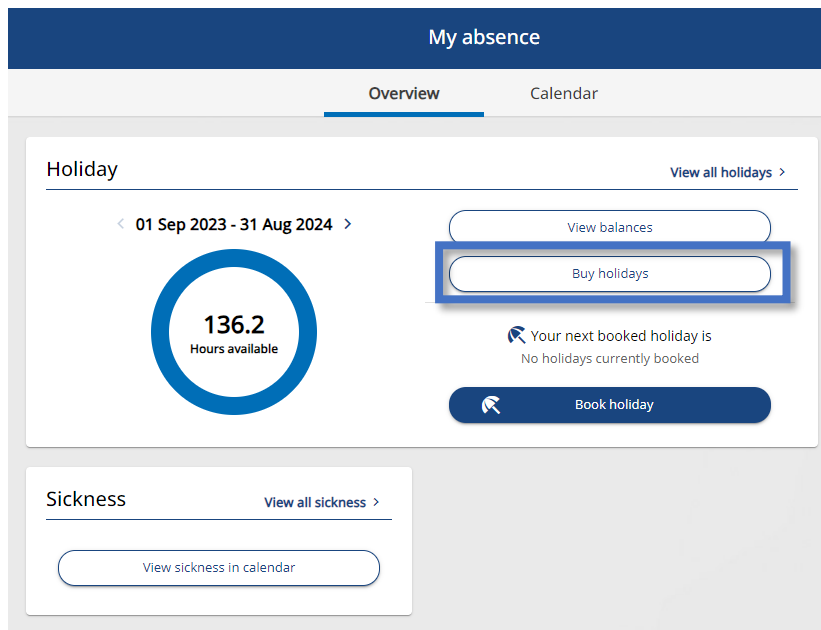 My absence
Overview
Calendar
Holiday
View all holidays
01 Sep 2023 - 31 Aug 2024
136.2
Hours available
View balances
Buy holidays
Your next booked holiday is
No holidays currently booked
Book holiday
Sickness
View all sickness
View sickness in calendar